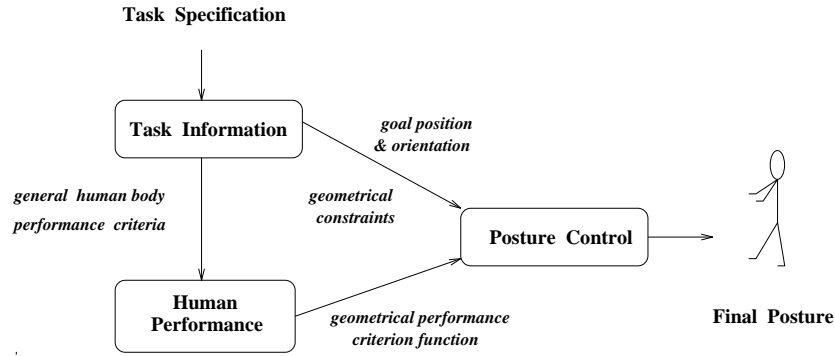 Task Specification
Task Information
goal position
& orientation
general human body
performance criteria
geometrical
constraints
Posture Control
Human
Performance
geometrical performance
criterion function
Final Posture